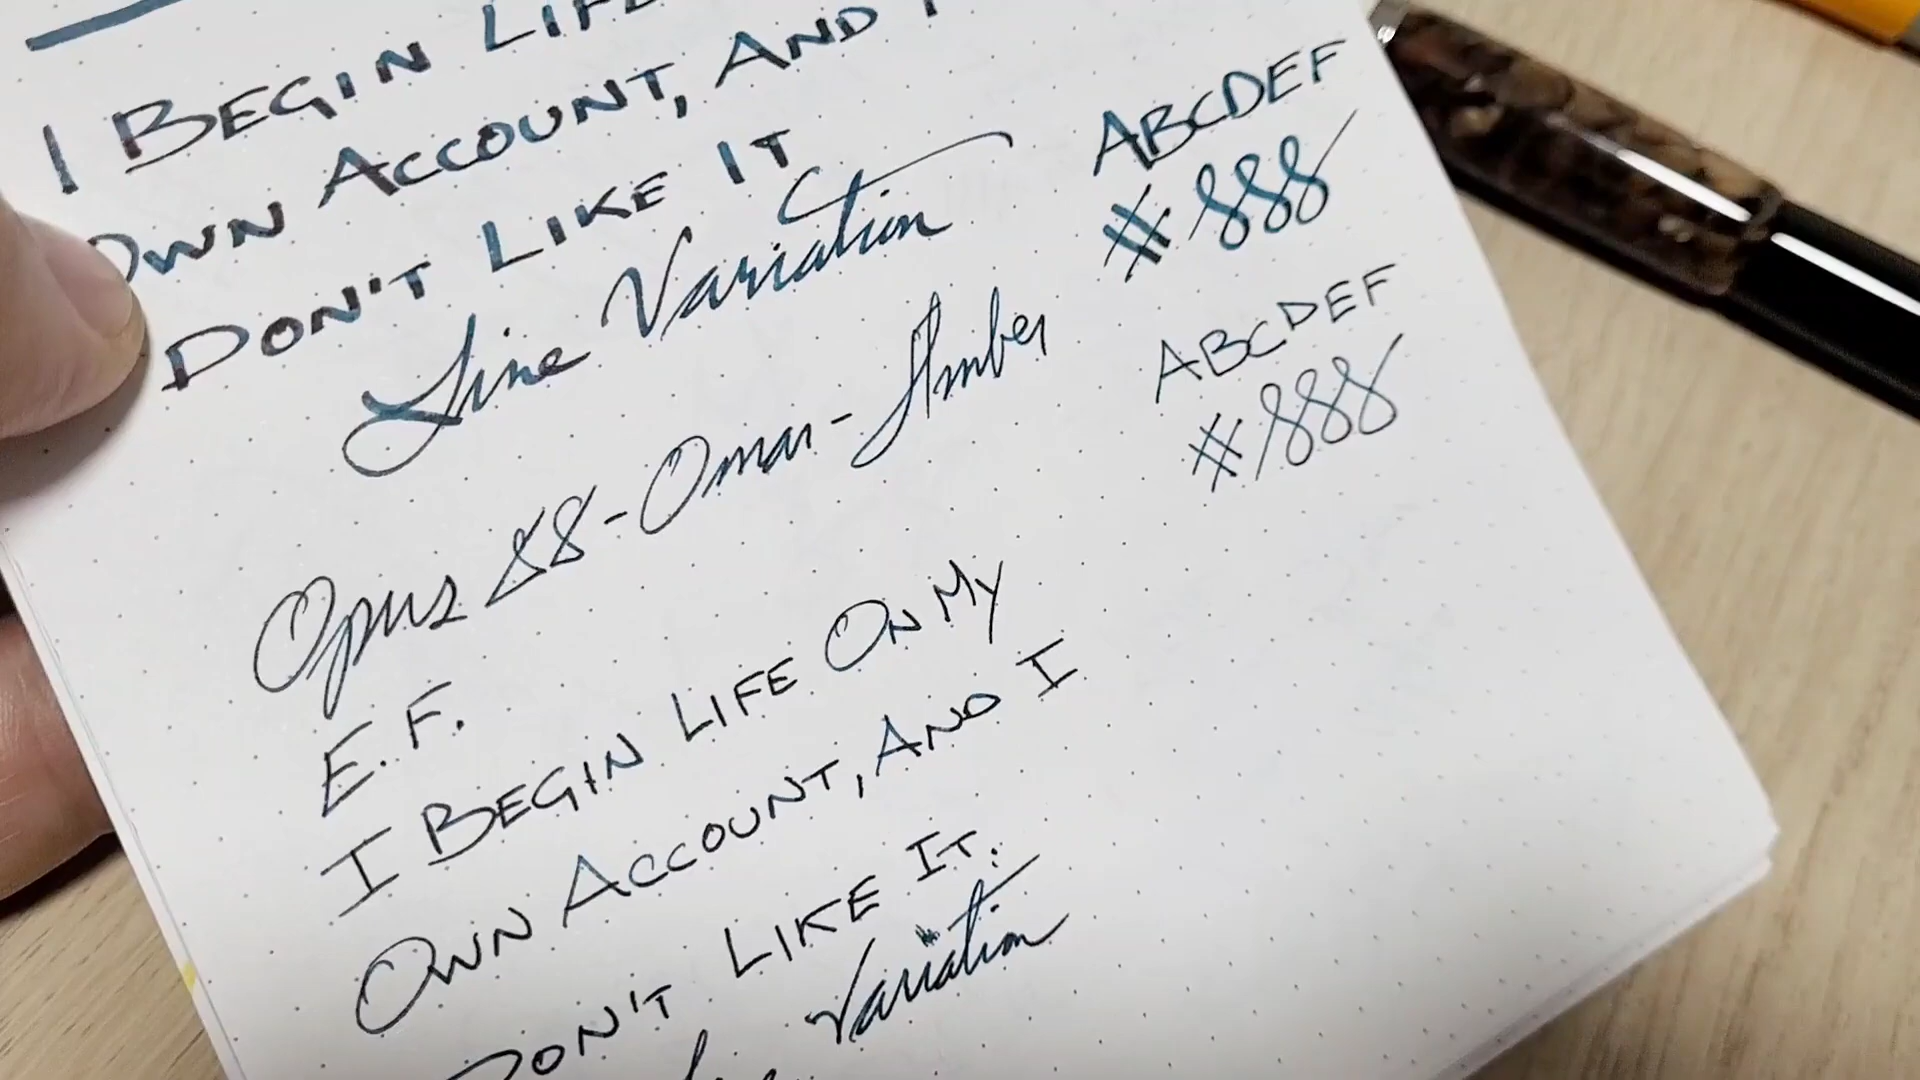 I BEGIN LIFE
OWN ACCOUNT, AND
DON'T LIKE IT
Line Variation
ABCDEF
#888
Opus 88-Omar-Amber
ABCDEF
#888
E.F.
I BEGIN LIFE ON MY
OWN ACCOUNT, AND I
DON'T LIKE IT.
Line Variation